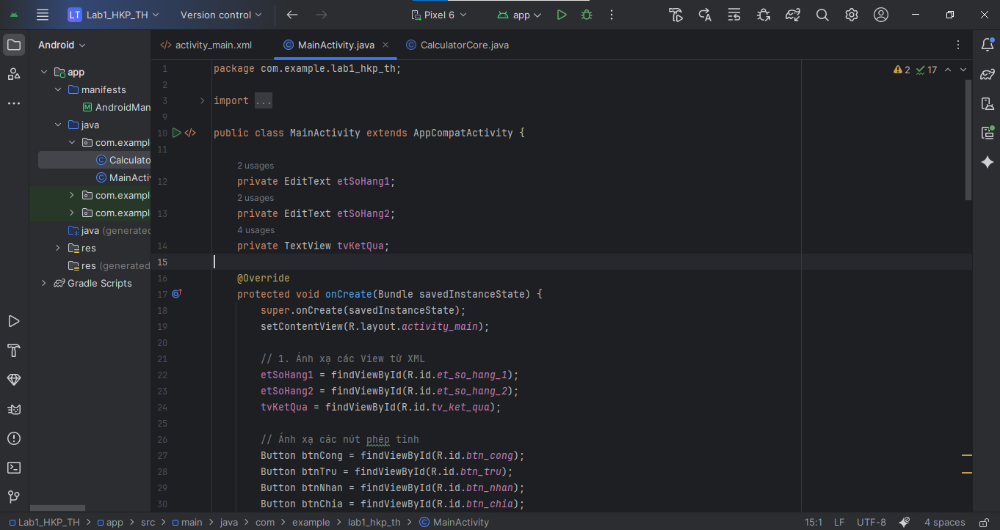 LT Lab1_HKP_TH Version control Pixel 6 app
Android
activity_main.xml MainActivity.java CalculatorCore.java
app
manifests
AndroidMan
java
com.exampl
Calculato
MainActiv
com.exampl
com.exampl
java (generated
res
res (generated
Gradle Scripts
2 17
1 package com.example.lab1_hkp_th;
2
3 import ...
9
10 public class MainActivity extends AppCompatActivity {
11
2 usages
12 private EditText etSoHang1;
2 usages
13 private EditText etSoHang2;
4 usages
14 private TextView tvKetQua;
15
16 @Override
17 protected void onCreate(Bundle savedInstanceState) {
18 super.onCreate(savedInstanceState);
19 setContentView(R.layout.activity_main);
20
21 // 1. Ánh xạ các View từ XML
22 etSoHang1 = findViewById(R.id.et_so_hang_1);
23 etSoHang2 = findViewById(R.id.et_so_hang_2);
24 tvKetQua = findViewById(R.id.tv_ket_qua);
25
26 // Ánh xạ các nút phép tính
27 Button btnCong = findViewById(R.id.btn_cong);
28 Button btnTru = findViewById(R.id.btn_tru);
29 Button btnNhan = findViewById(R.id.btn_nhan);
30 Button btnChia = findViewById(R.id.btn_chia);
Lab1_HKP_TH > app > src > main > java > com > example > lab1_hkp_th > MainActivity 15:1 LF UTF-8 4 spaces